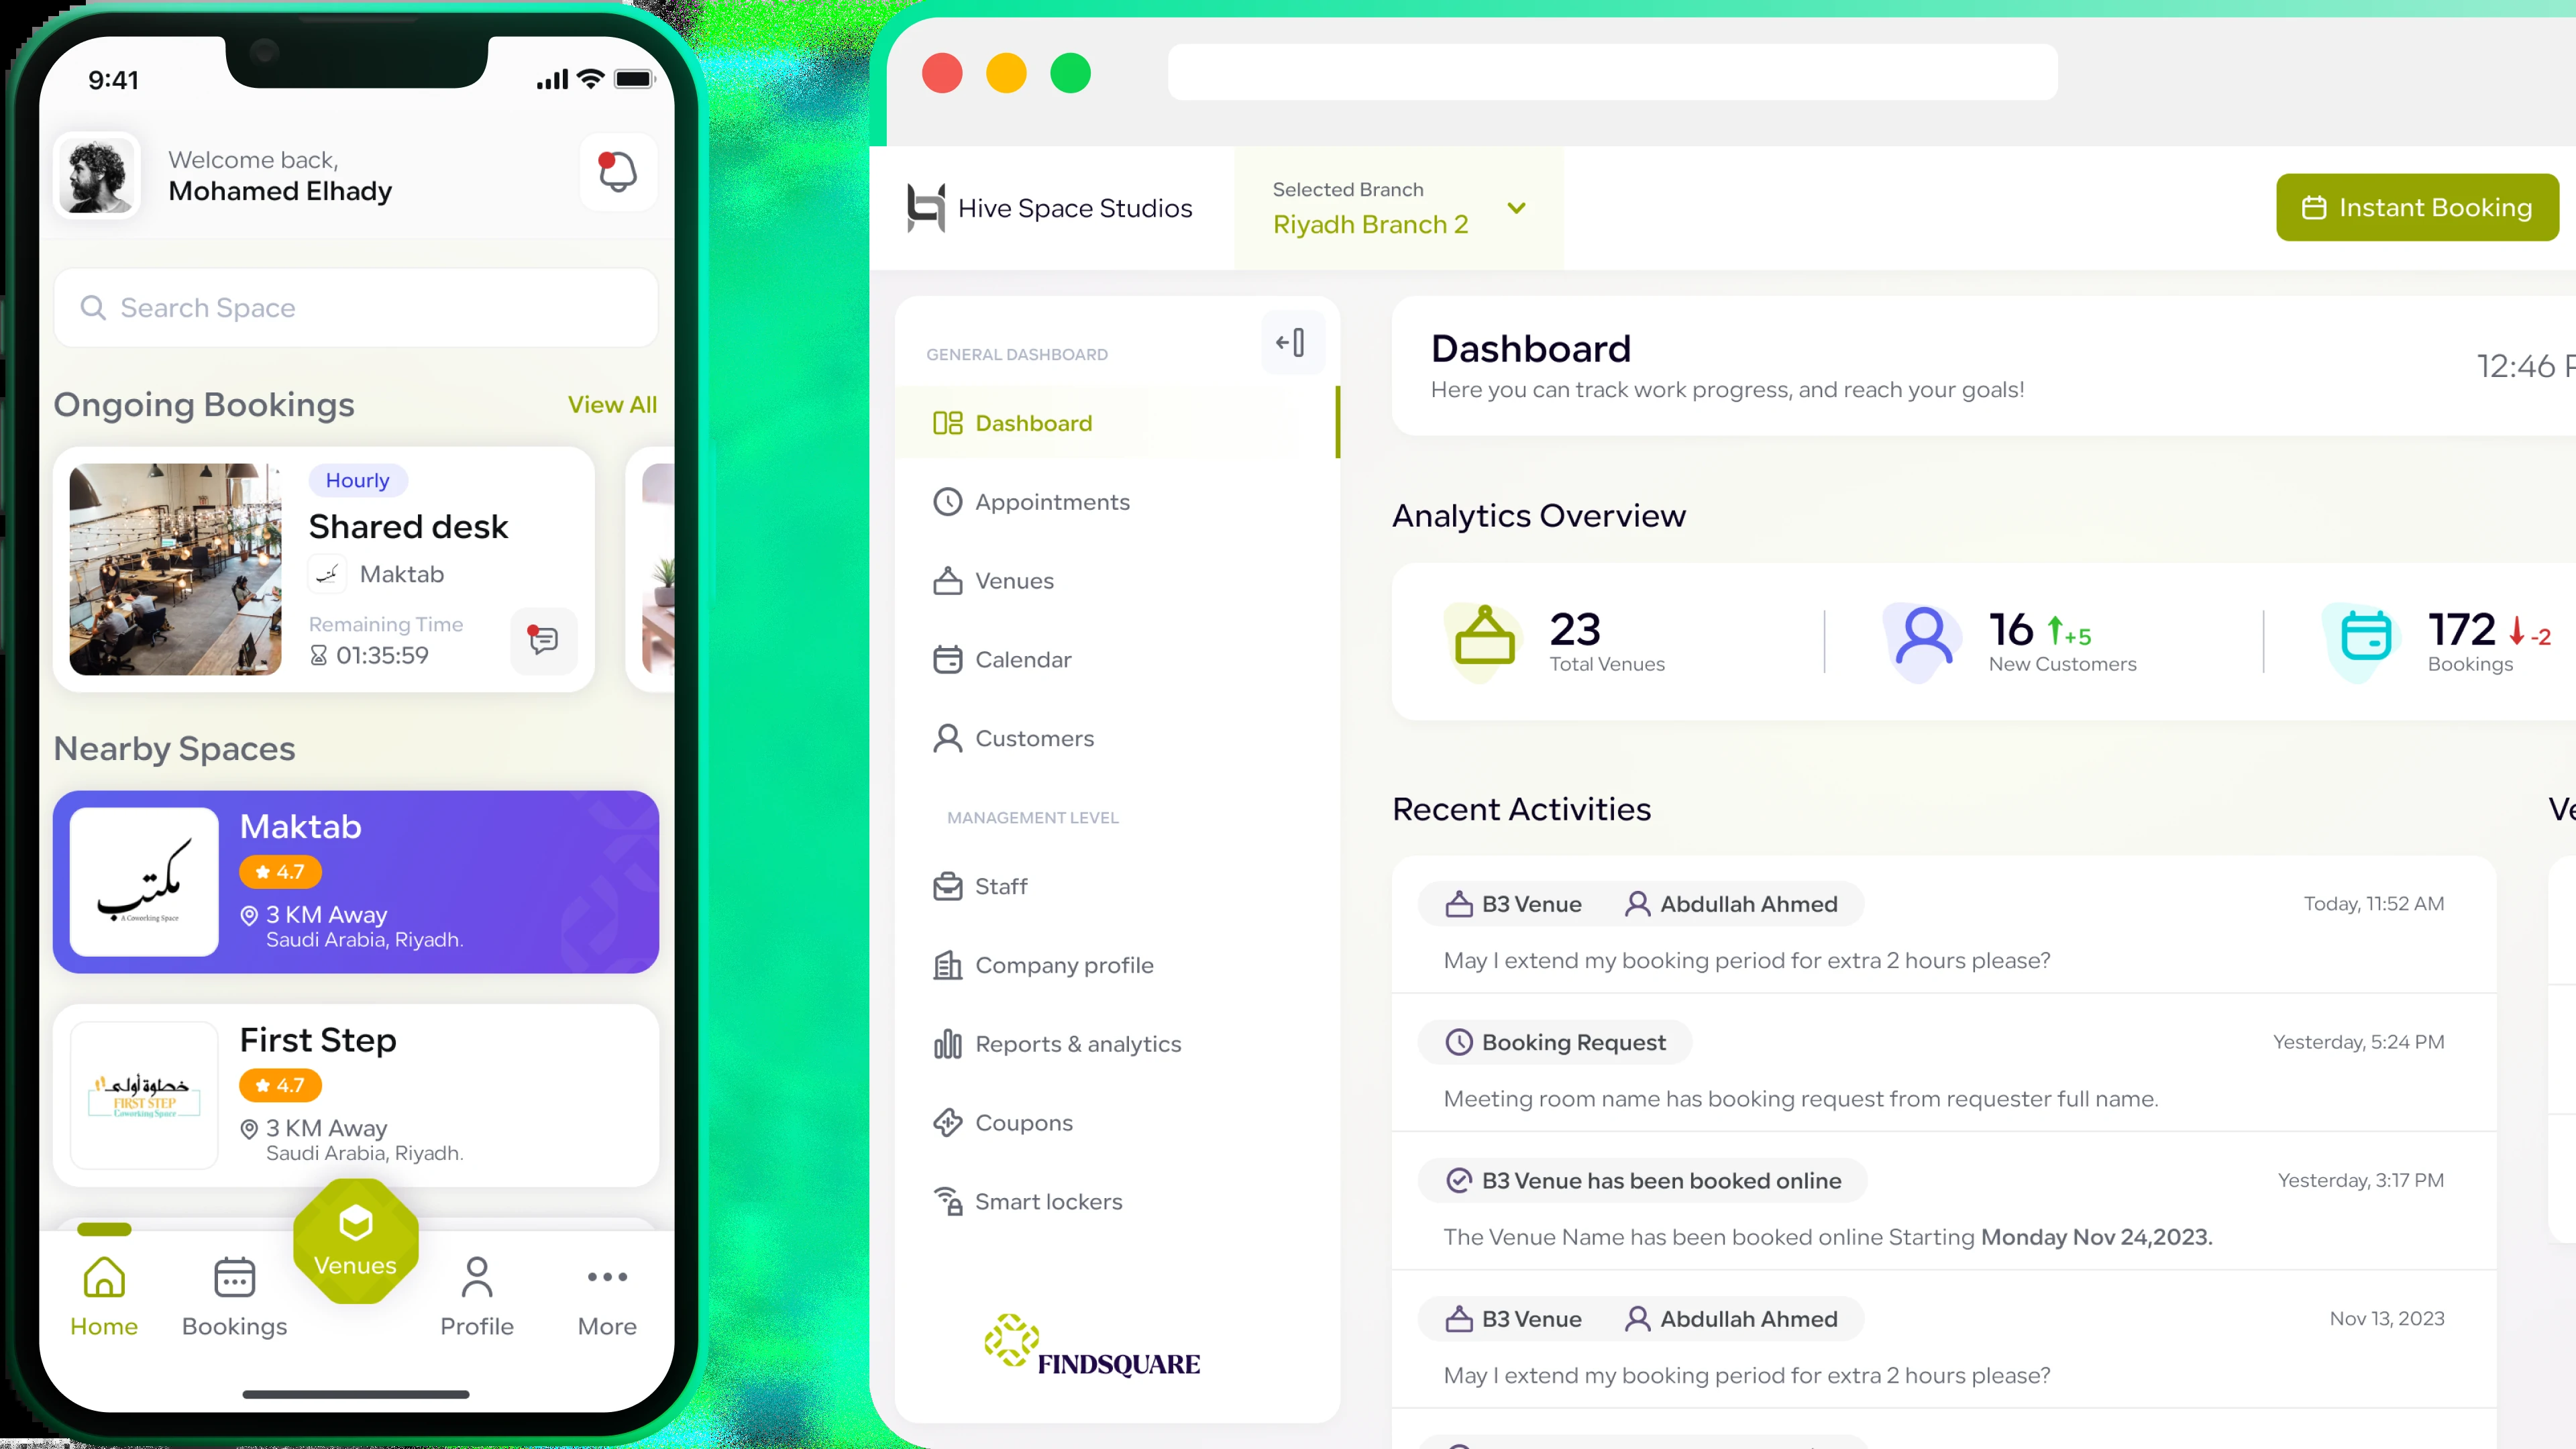 9:41
Welcome back,
Mohamed Elhady
Search Space
Ongoing Bookings
View All
Hourly
Shared desk
مكتب
Maktab
Remaining Time
01:35:59
Nearby Spaces
مكتب
A Coworking Space
Maktab
4.7
3 KM Away
Saudi Arabia, Riyadh.
خطوة أولى
FIRST STEP
Coworking Space
First Step
4.7
3 KM Away
Saudi Arabia, Riyadh.
Home
Bookings
Venues
Profile
More
Hive Space Studios
Selected Branch
Riyadh Branch 2
Instant Booking
GENERAL DASHBOARD
Dashboard
Appointments
Venues
Calendar
Customers
MANAGEMENT LEVEL
Staff
Company profile
Reports & analytics
Coupons
Smart lockers
FINDSQUARE
Dashboard
Here you can track work progress, and reach your goals!
12:46
Analytics Overview
23
Total Venues
16 +5
New Customers
172 -2
Bookings
Recent Activities
B3 Venue Abdullah Ahmed
Today, 11:52 AM
May I extend my booking period for extra 2 hours please?
Booking Request
Yesterday, 5:24 PM
Meeting room name has booking request from requester full name.
B3 Venue has been booked online
Yesterday, 3:17 PM
The Venue Name has been booked online Starting Monday Nov 24,2023.
B3 Venue Abdullah Ahmed
Nov 13, 2023
May I extend my booking period for extra 2 hours please?